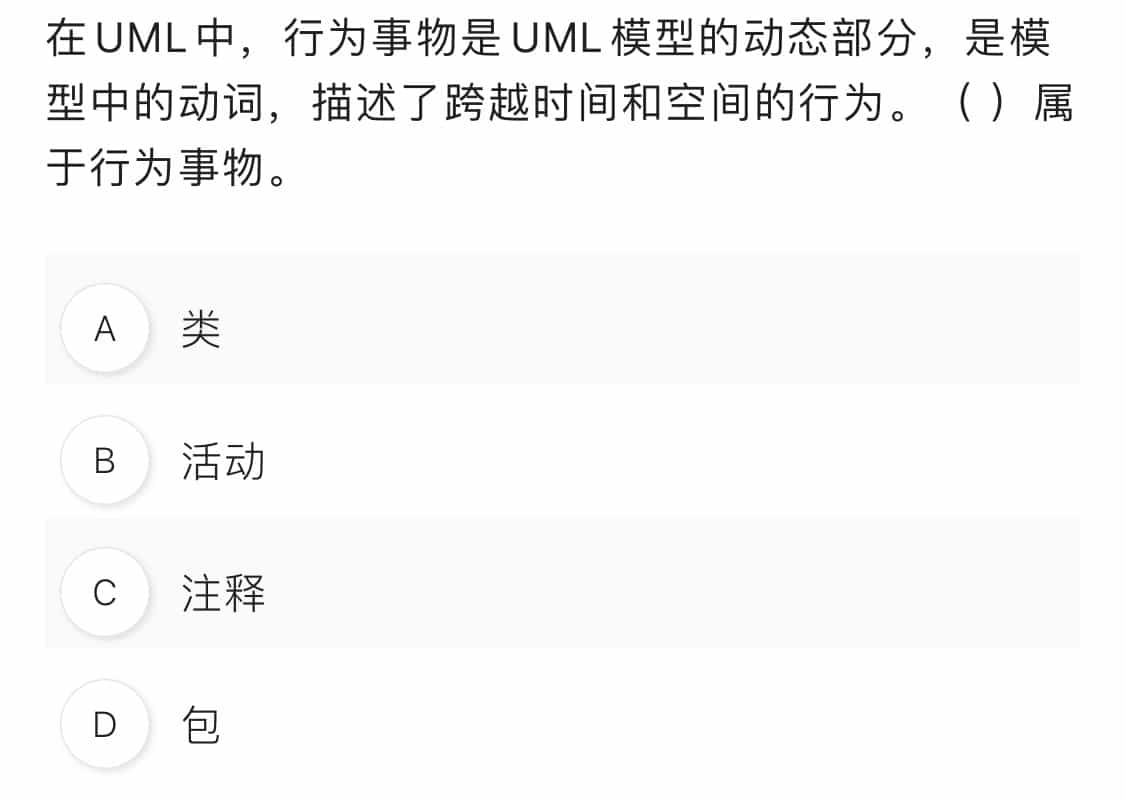 在UML中，行为事物是UML模型的动态部分，是模
型中的动词，描述了跨越时间和空间的行为。（ ）属
于行为事物。
A 类
B 活动
C 注释
D 包